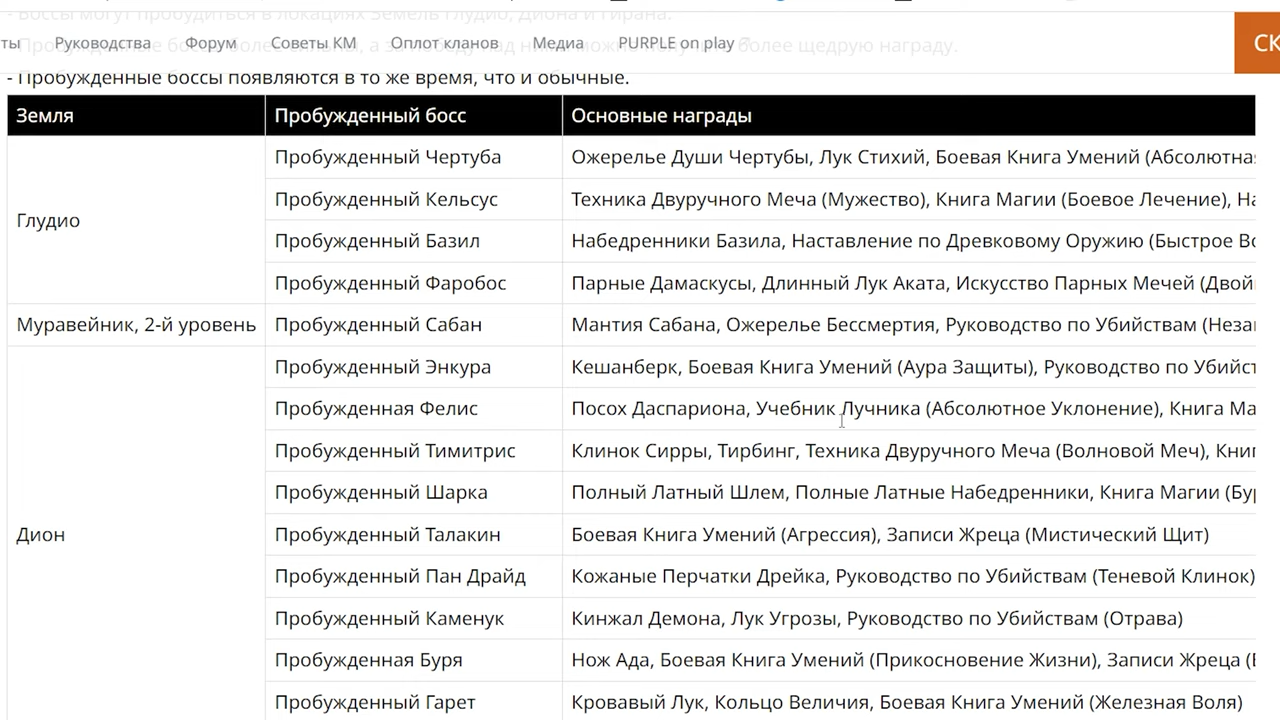 - Боссы могут пробудиться в локациях Земель Глудио, Диона и Гирана.
ты Руководства Форум Советы КМ Оплот кланов Медиа PURPLE on play
более щедрую награду.
СК
- Пробужденные боссы появляются в то же время, что и обычные.
Земля Пробужденный босс Основные награды
Глудио
Пробужденный Чертуба Ожерелье Души Чертубы, Лук Стихий, Боевая Книга Умений (Абсолютна
Пробужденный Кельсус Техника Двуручного Меча (Мужество), Книга Магии (Боевое Лечение), На
Пробужденный Базил Набедренники Базила, Наставление по Древковому Оружию (Быстрое Во
Пробужденный Фаробос Парные Дамаскусы, Длинный Лук Аката, Искусство Парных Мечей (Двой
Муравейник, 2-й уровень Пробужденный Сабан Мантия Сабана, Ожерелье Бессмертия, Руководство по Убийствам (Неза
Дион
Пробужденный Энкура Кешанберк, Боевая Книга Умений (Аура Защиты), Руководство по Убийст
Пробужденная Фелис Посох Даспариона, Учебник Лучника (Абсолютное Уклонение), Книга Ма
Пробужденный Тимитрис Клинок Сирры, Тирбинг, Техника Двуручного Меча (Волновой Меч), Книг
Пробужденный Шарка Полный Латный Шлем, Полные Латные Набедренники, Книга Магии (Бур
Пробужденный Талакин Боевая Книга Умений (Агрессия), Записи Жреца (Мистический Щит)
Пробужденный Пан Драйд Кожаные Перчатки Дрейка, Руководство по Убийствам (Теневой Клинок)
Пробужденный Каменук Кинжал Демона, Лук Угрозы, Руководство по Убийствам (Отрава)
Пробужденная Буря Нож Ада, Боевая Книга Умений (Прикосновение Жизни), Записи Жреца (
Пробужденный Гарет Кровавый Лук, Кольцо Величия, Боевая Книга Умений (Железная Воля)